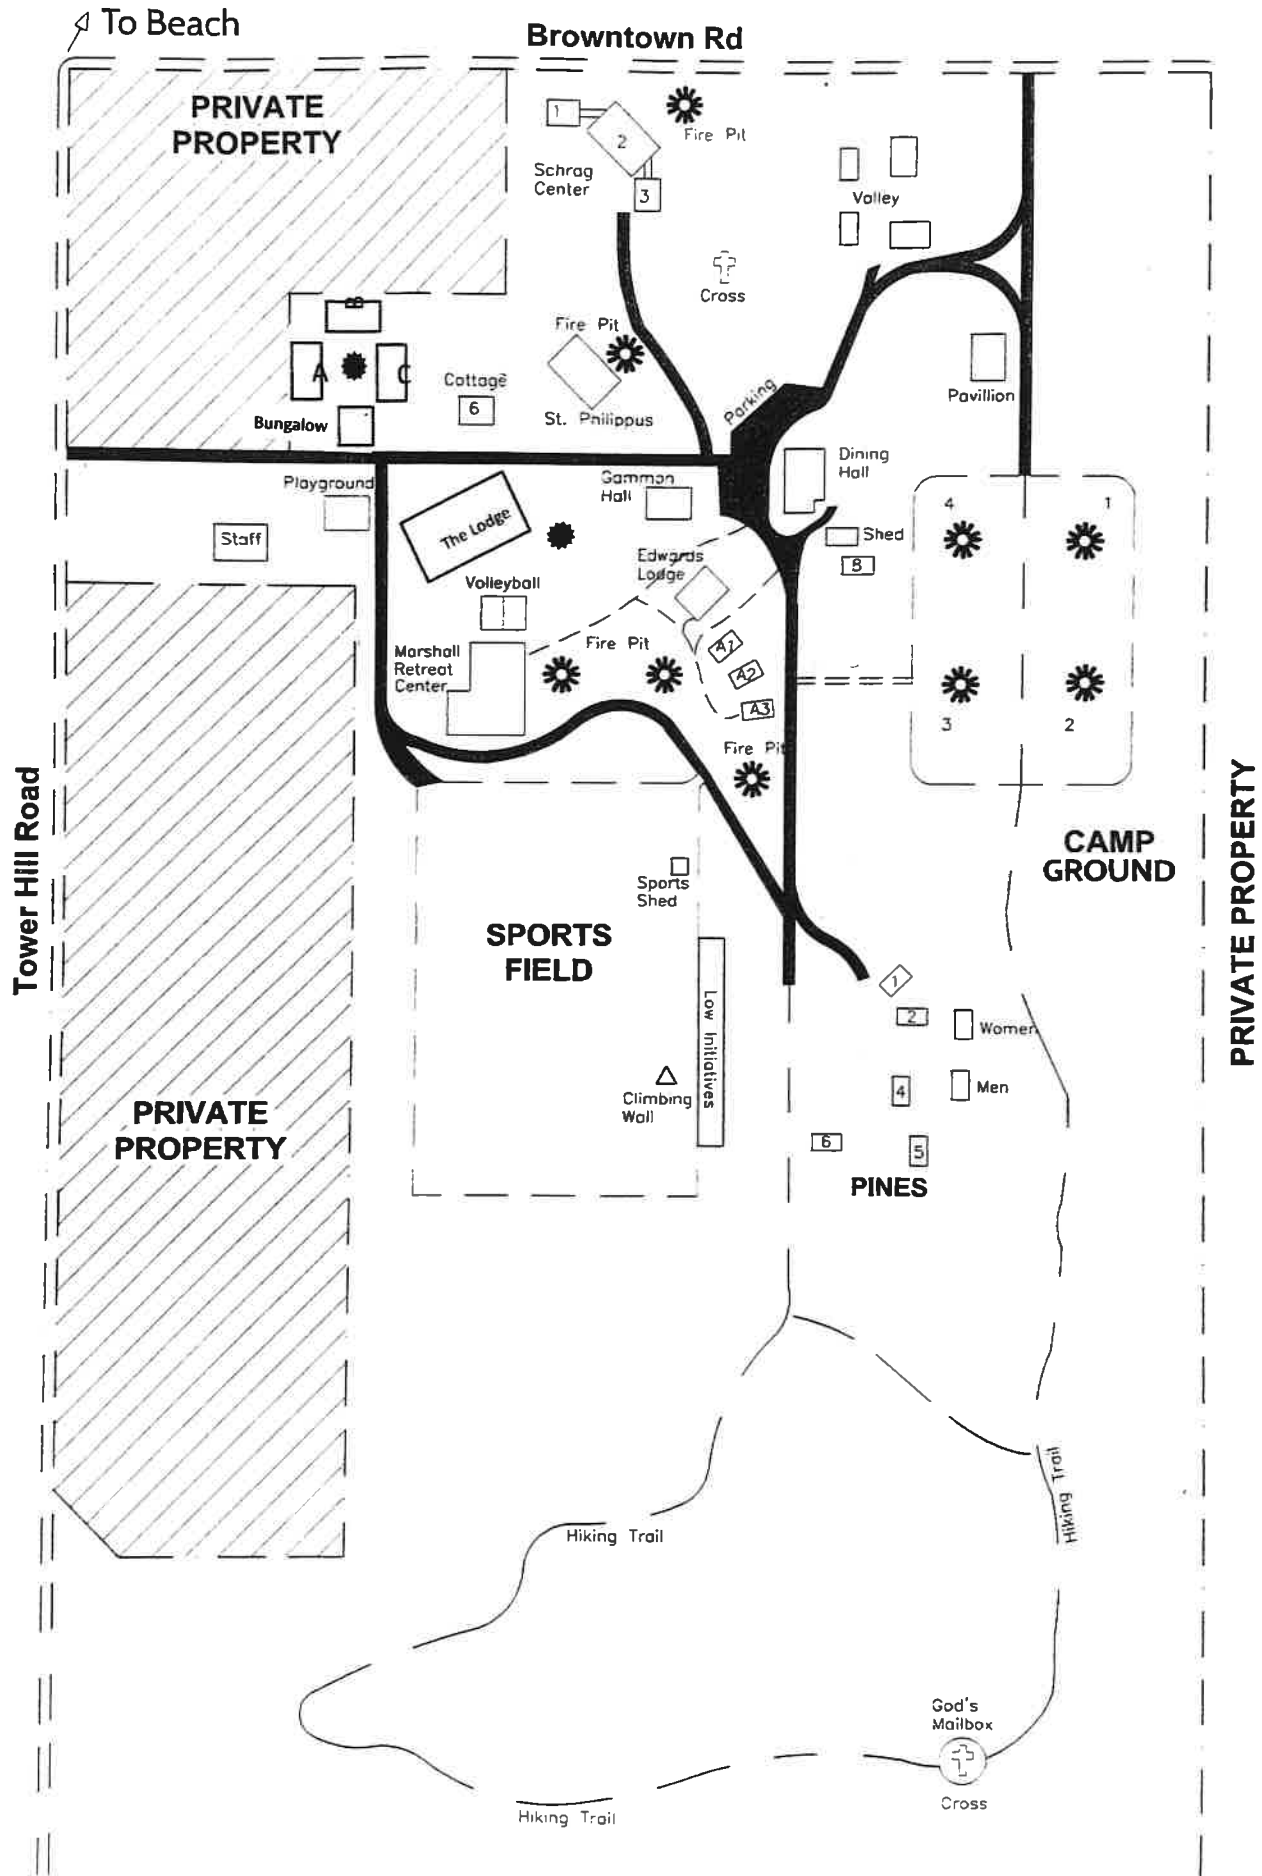 To Beach
Browntown Rd
PRIVATE
PROPERTY
1
2
3
Fire Pit
Schrag
Center
Valley
Cross
B
A
C
Bungalow
Cottage
6
Fire Pit
St. Philippus
Parking
Pavillion
Playground
Staff
The Lodge
Gammon
Hall
Dining
Hall
Shed
8
Edwards
Lodge
Volleyball
Marshall
Retreat
Center
Fire Pit
A1
A2
A3
Fire Pit
4
1
3
2
CAMP
GROUND
Tower Hill Road
PRIVATE PROPERTY
Sports
Shed
SPORTS
FIELD
Low Initiatives
Climbing
Wall
1
2
Women
4
Men
6
5
PINES
PRIVATE
PROPERTY
Hiking Trail
Hiking Trail
God's
Mailbox
Cross
Hiking Trail